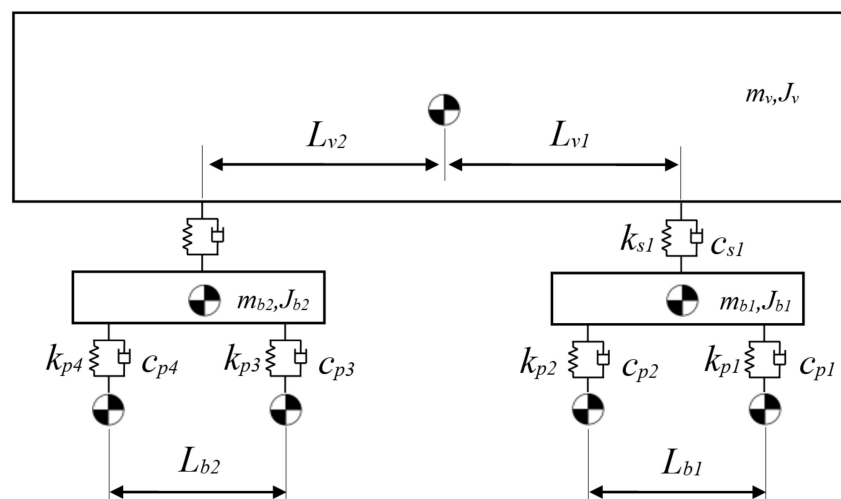 m_v,J_v
L_v2
L_v1
k_s1
c_s1
m_b2,J_b2
m_b1,J_b1
k_p4
c_p4
k_p3
c_p3
k_p2
c_p2
k_p1
c_p1
L_b2
L_b1